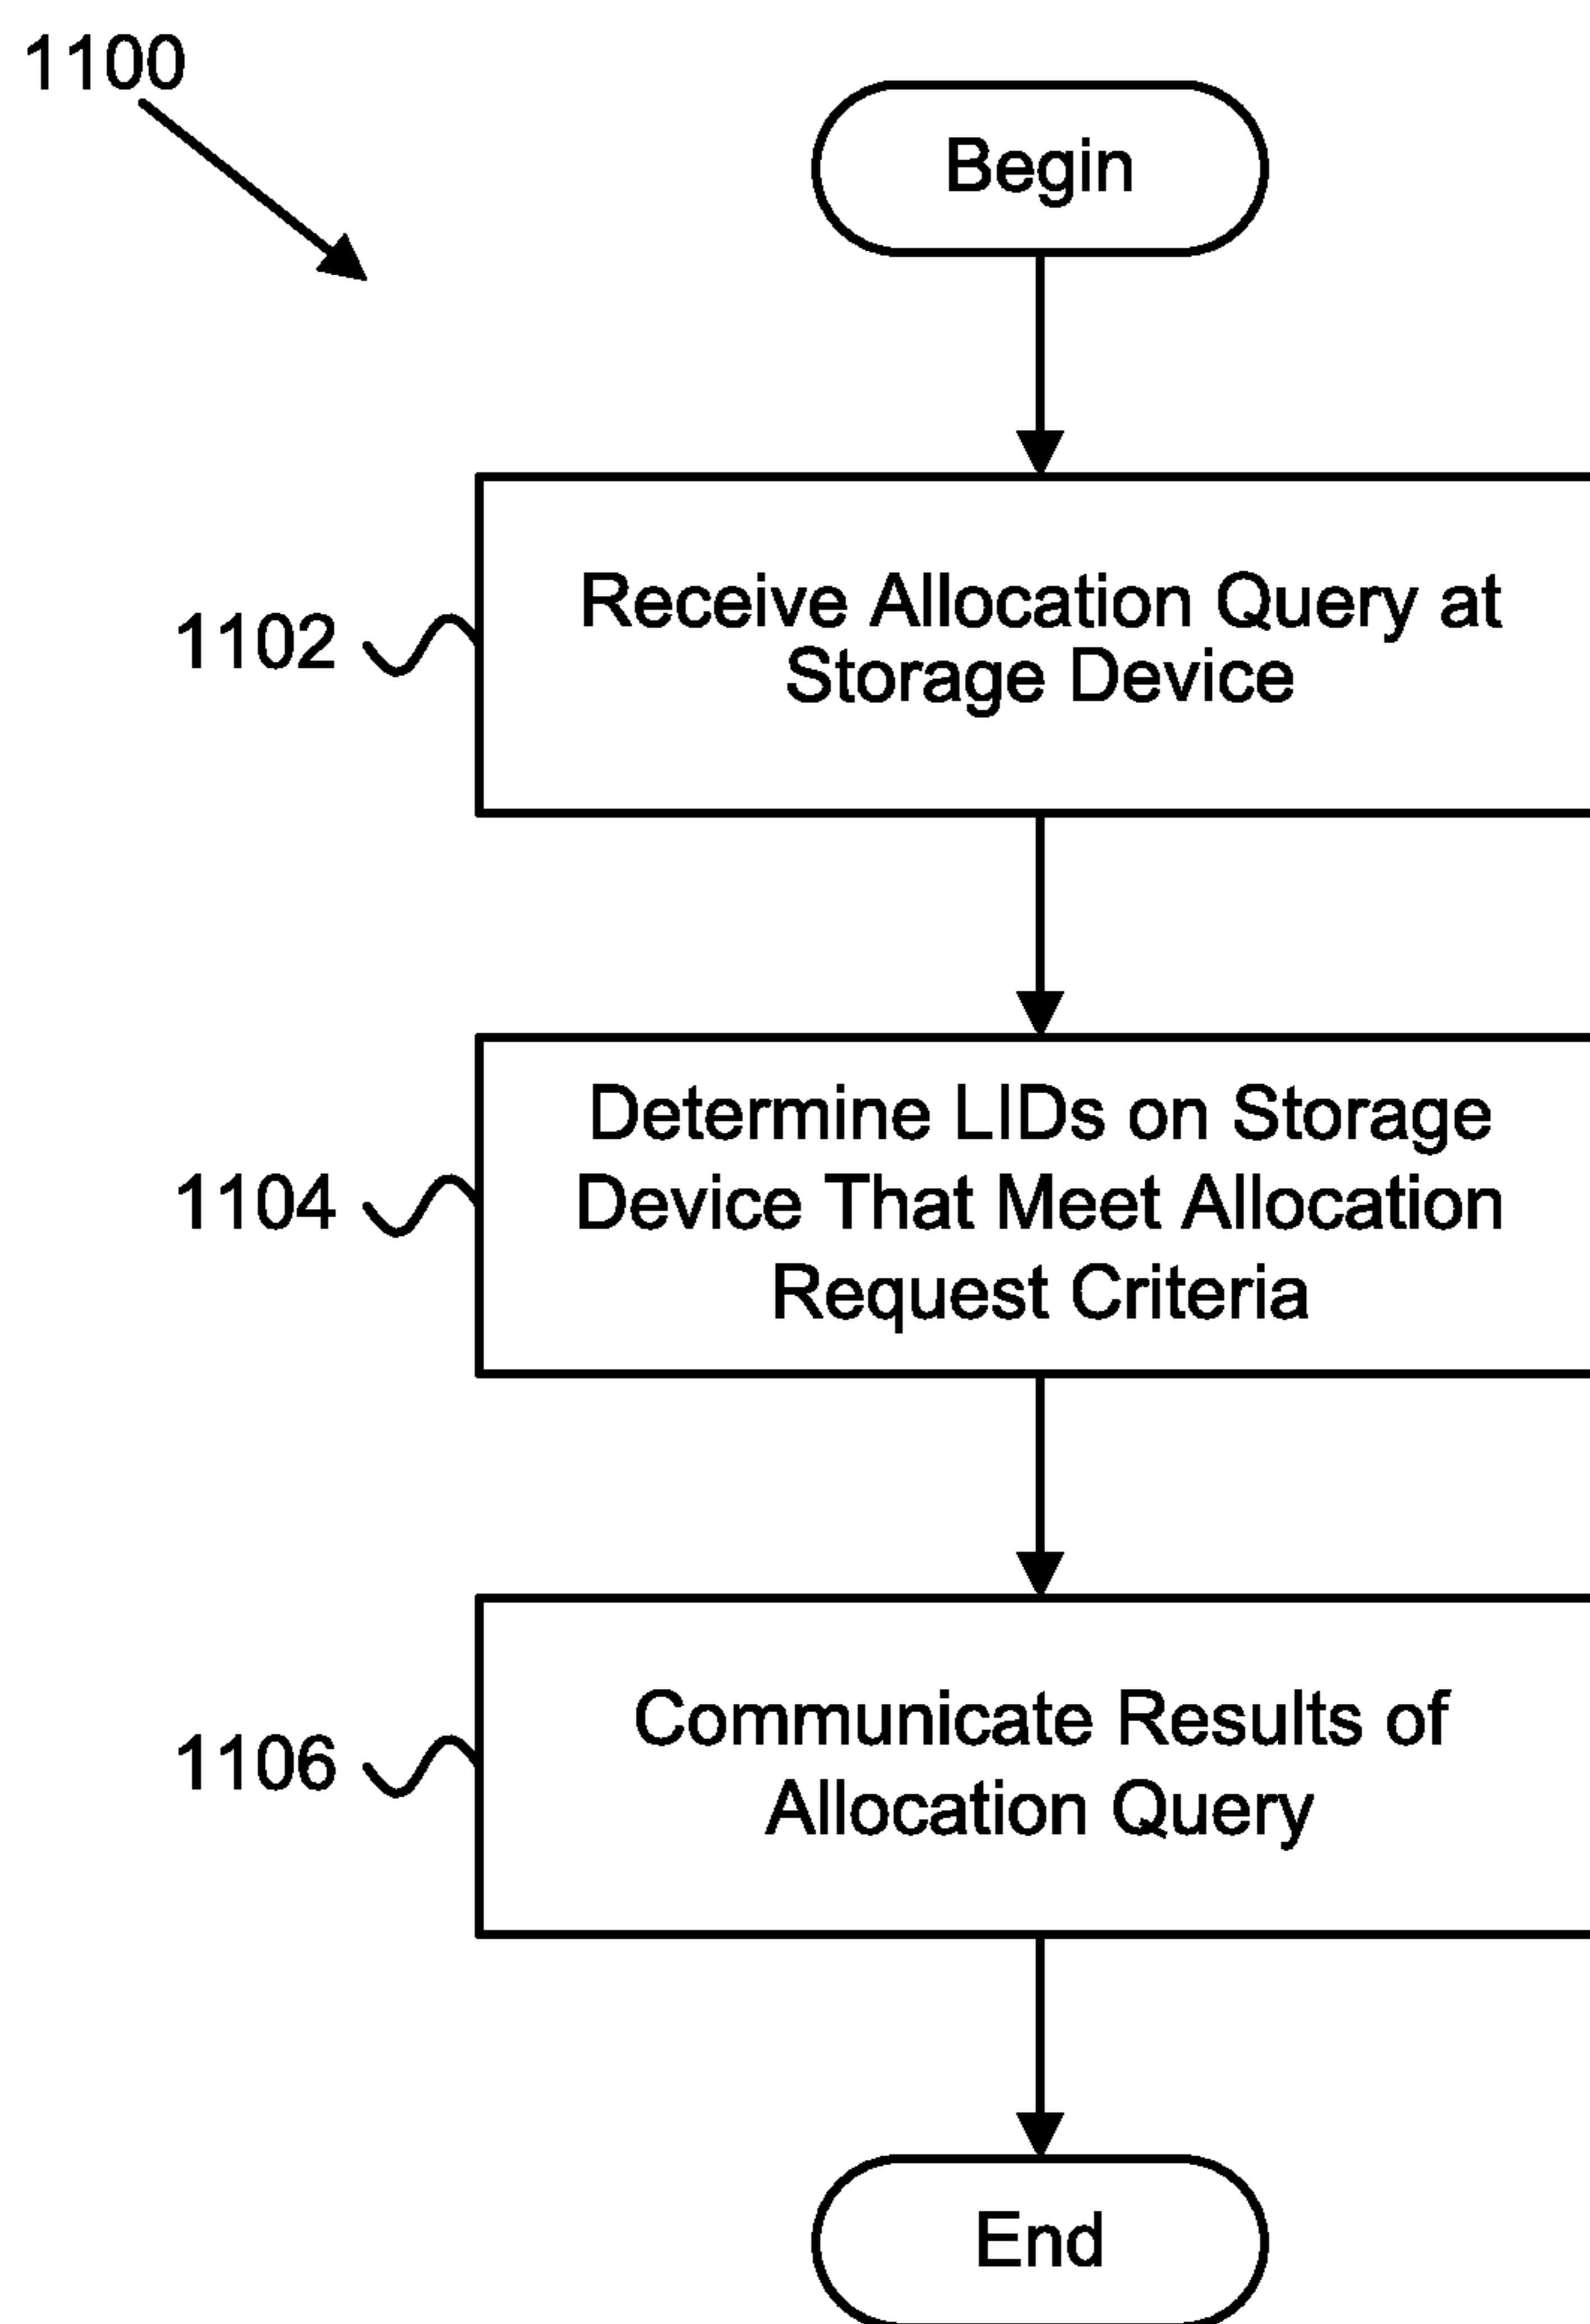 1100
Begin
1102
Receive Allocation Query at
Storage Device
1104
Determine LIDs on Storage
Device That Meet Allocation
Request Criteria
1106
Communicate Results of
Allocation Query
End